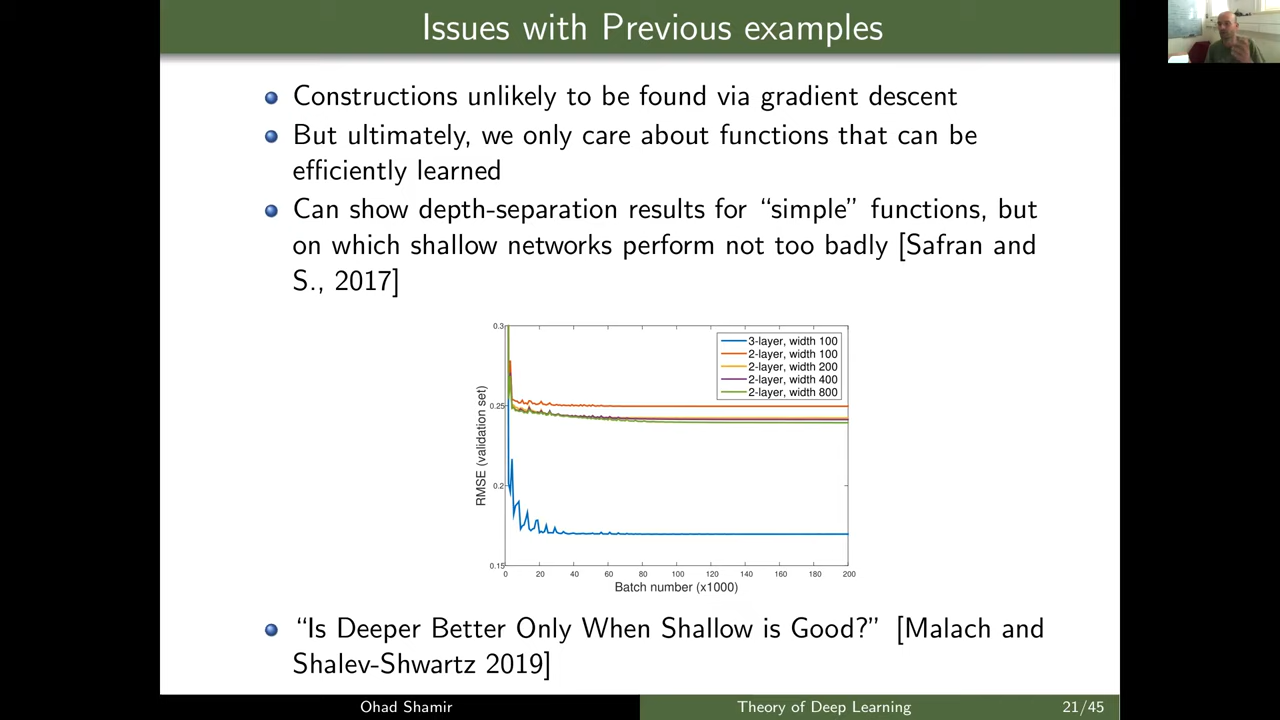 Issues with Previous examples
Constructions unlikely to be found via gradient descent
But ultimately, we only care about functions that can be
efficiently learned
Can show depth-separation results for “simple” functions, but
on which shallow networks perform not too badly [Safran and
S., 2017]
0.3
0.25
0.2
0.15
RMSE (validation set)
3-layer, width 100
2-layer, width 100
2-layer, width 200
2-layer, width 400
2-layer, width 800
0 20 40 60 80 100 120 140 160 180 200
Batch number (x1000)
“Is Deeper Better Only When Shallow is Good?” [Malach and
Shalev-Shwartz 2019]
Ohad Shamir Theory of Deep Learning 21/45